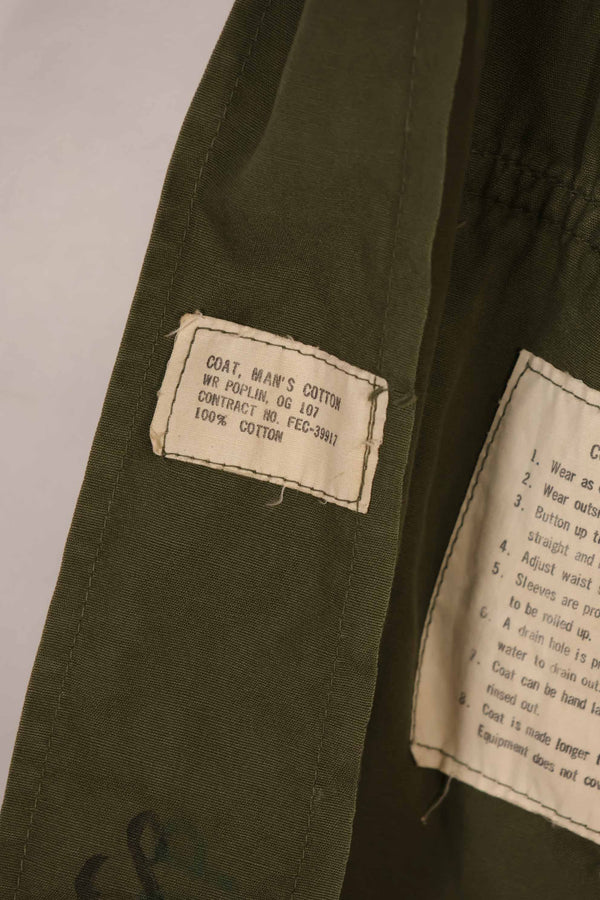 COAT, MAN'S COTTON
WR POPLIN, OG 107
CONTRACT NO. FEC-39917
100% COTTON
1. Wear as
2. Wear outs
3. Button up t
straight and
4. Adjust waist
5. Sleeves are pro
to be rolled up.
6. A drain hole is p
water to drain out.
7. Coat can be hand la
rinsed out.
8. Coat is made longer t
Equipment does not cov